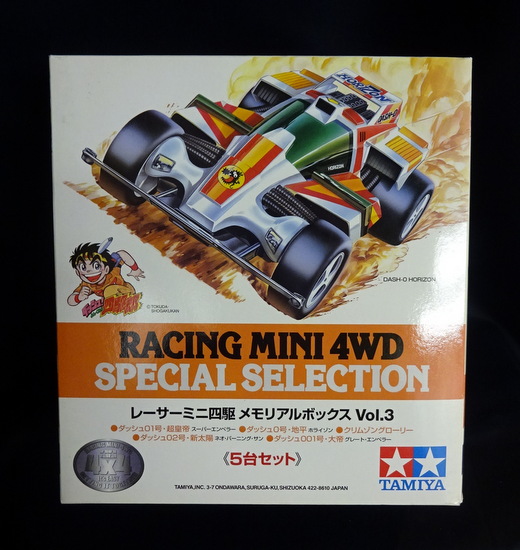 HORIZON
DASH-0
HORIZON
DASH-0 HORIZON
©TOKUDA
SHOGAKUKAN
RACING MINI 4WD
SPECIAL SELECTION
レーサーミニ四駆 メモリアルボックス Vol.3
●ダッシュ01号・超皇帝 スーパーエンペラー ●ダッシュ0号・地平 ホライゾン ●クリムゾングローリー
●ダッシュ02号・新太陽 ネオ・バーニング・サン ●ダッシュ001号・大帝 グレート・エンペラー
《5台セット》
4x4
TAMIYA
TAMIYA, INC. 3-7 ONDAWARA, SURUGA-KU, SHIZUOKA 422-8610 JAPAN